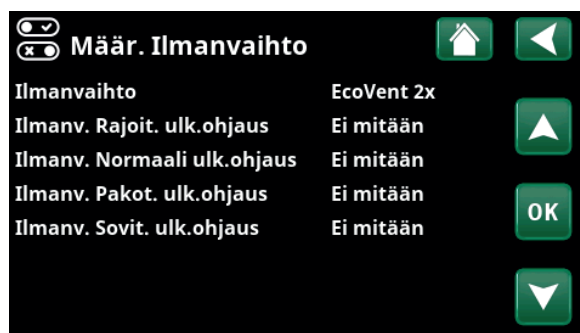 Määr. Ilmanvaihto
Ilmanvaihto EcoVent 2x
Ilmanv. Rajoit. ulk.ohjaus Ei mitään
Ilmanv. Normaali ulk.ohjaus Ei mitään
Ilmanv. Pakot. ulk.ohjaus Ei mitään
Ilmanv. Sovit. ulk.ohjaus Ei mitään
OK